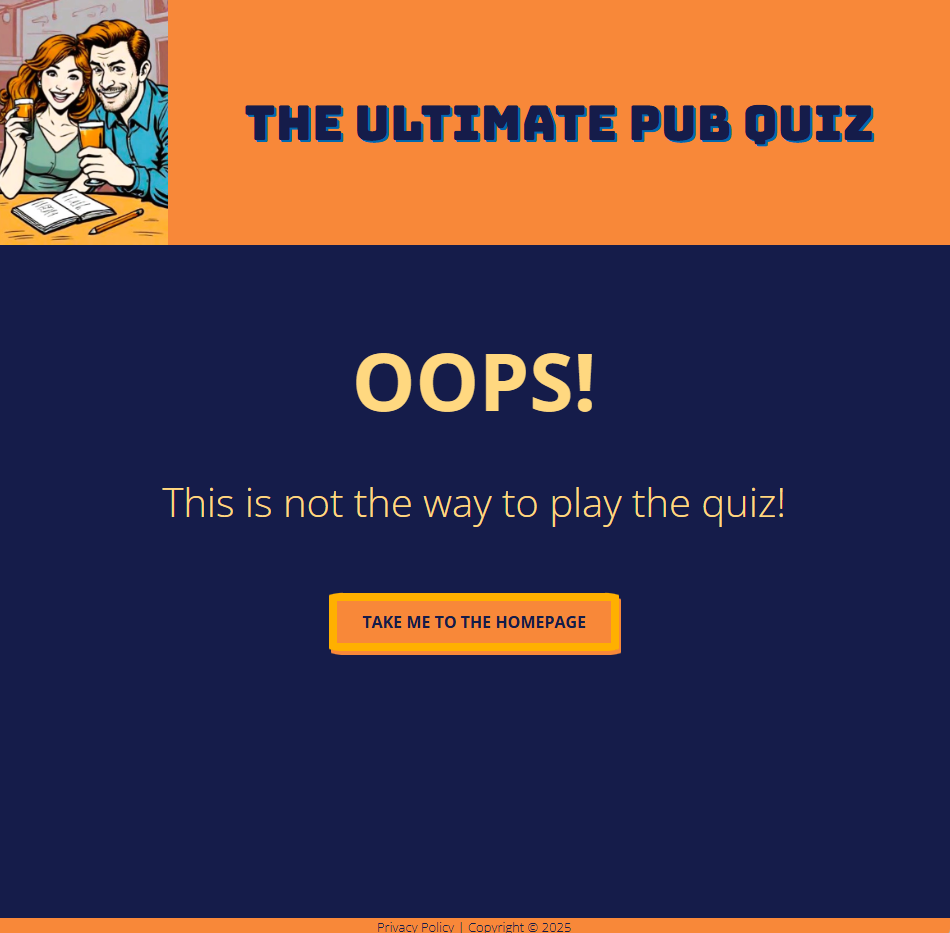 THE ULTIMATE PUB QUIZ
OOPS!
This is not the way to play the quiz!
TAKE ME TO THE HOMEPAGE
Privacy Policy | Copyright © 2025